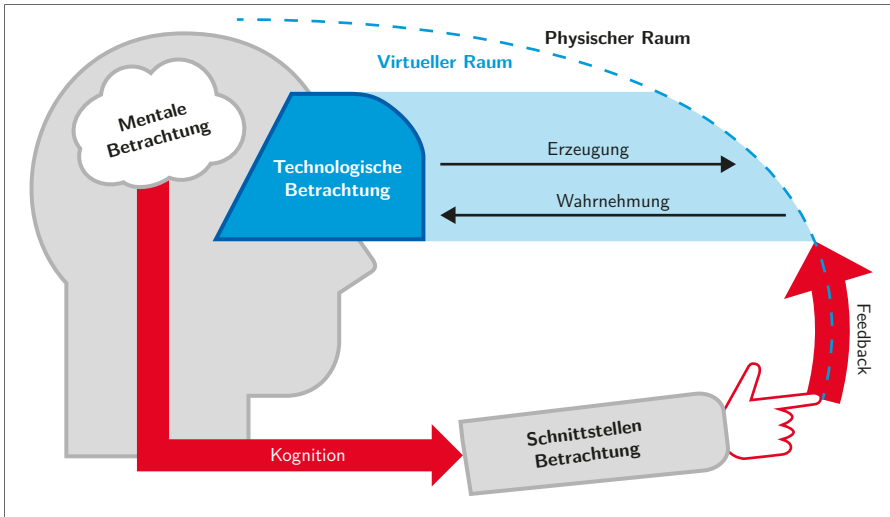 Physischer Raum
Virtueller Raum
Mentale
Betrachtung
Technologische
Betrachtung
Erzeugung
Wahrnehmung
Feedback
Schnittstellen
Betrachtung
Kognition